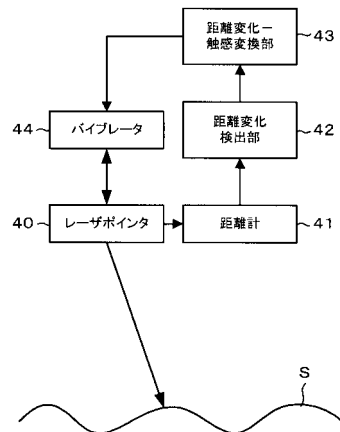 距離変化ー
触感変換部
43
44
バイブレータ
距離変化
検出部
42
40
レーザポインタ
距離計
41
S